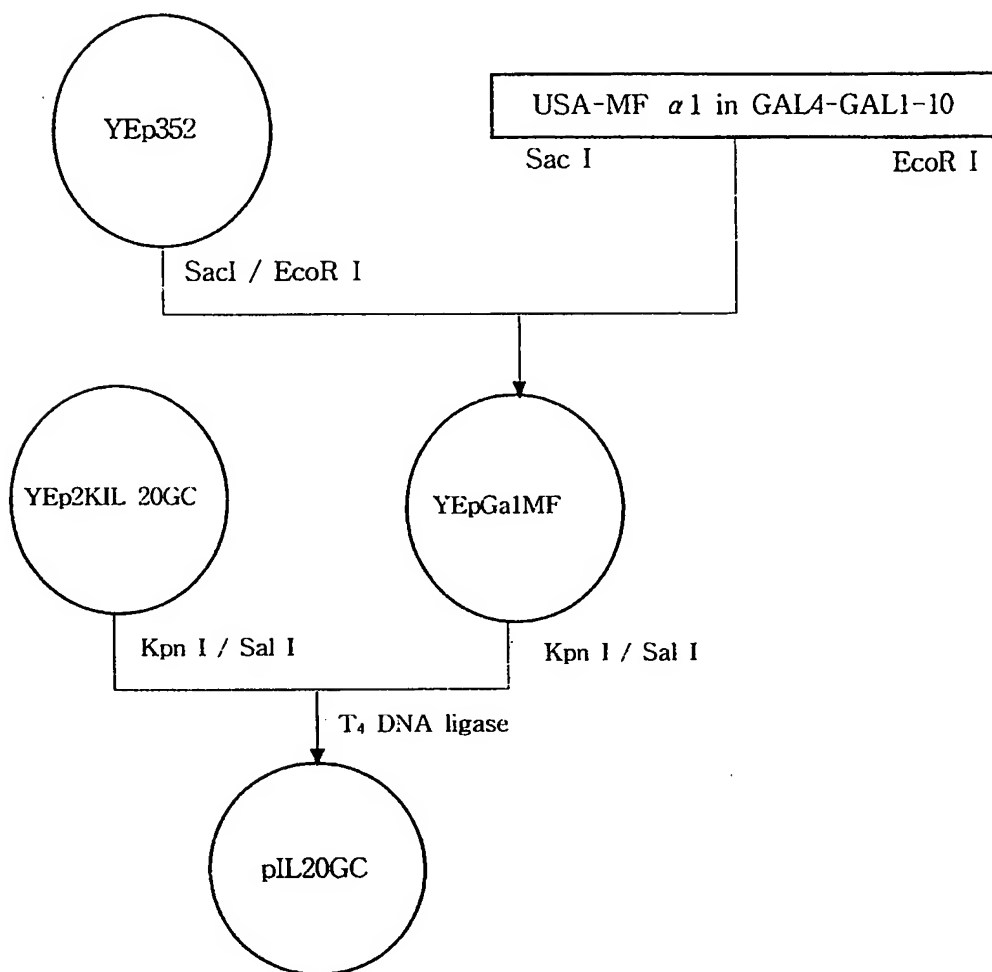 YEp352
USA-MF α1 in GAL4-GAL1-10
Sac I
EcoR I
SacI / EcoR I
YEp2KIL 20GC
YEpGa1MF
Kpn I / Sal I
Kpn I / Sal I
T₄ DNA ligase
pIL20GC